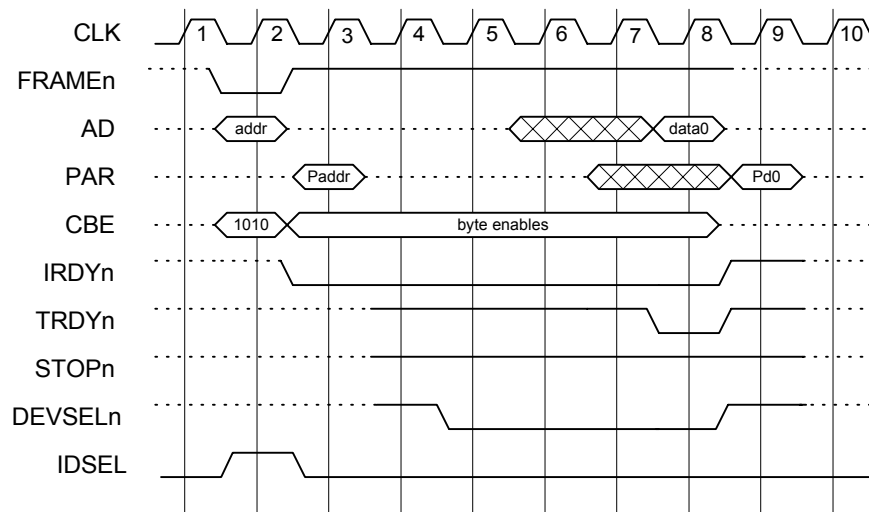 CLK 1 2 3 4 5 6 7 8 9 10
FRAMEn
AD addr data0
PAR Paddr Pd0
CBE 1010 byte enables
IRDYn
TRDYn
STOPn
DEVSELn
IDSEL